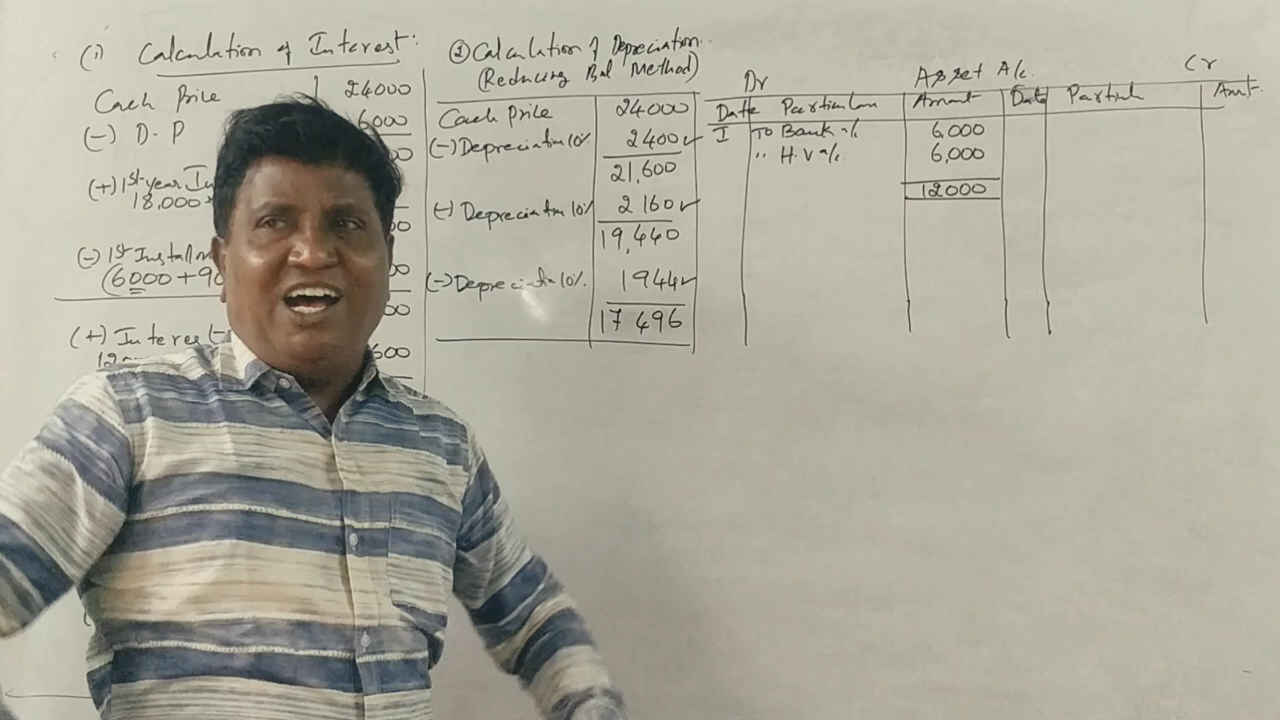 (1) Calculation of Interest:
Cash Price 24000
(-) D.P 6000
(+) 1st year In
18,000
(-) 1st Install
(6000 + 90
(+) Interes
600
② Calculation of Depreciation
(Reducing Bal Method)
Cash Price 24000
(-) Depreciation 10% 2400
21,600
(-) Depreciation 10% 2160
19,440
(-) Depreciation 10% 1944
17496
Dr Asset A/c. Cr
Date Particulars Amount Date Particula Amt.
I To Bank a/c 6,000
" H.V a/c. 6,000
12000